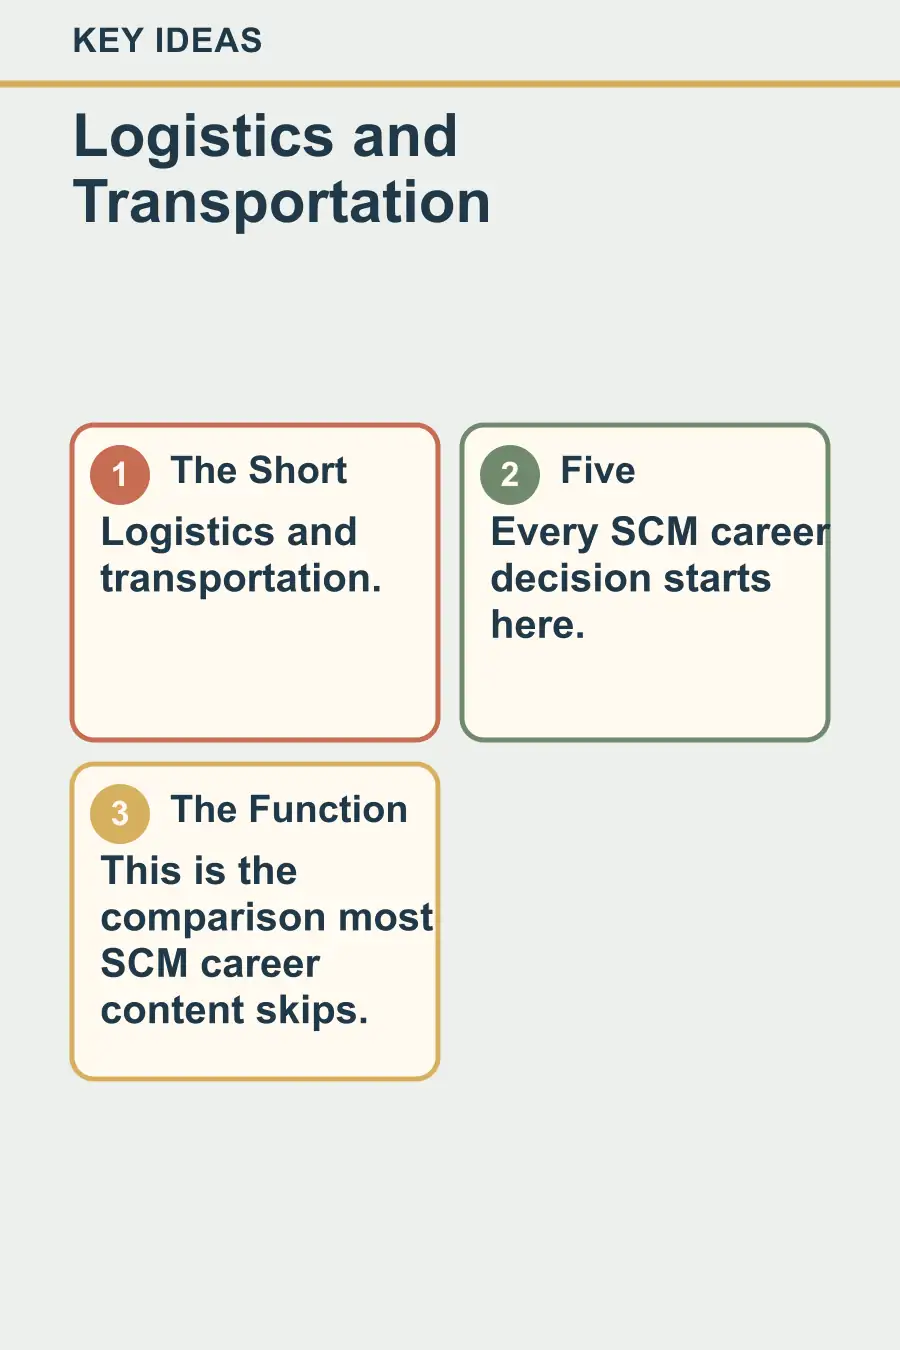 KEY IDEAS
Logistics and
Transportation
1 The Short
Logistics and
transportation.
2 Five
Every SCM career
decision starts
here.
3 The Function
This is the
comparison most
SCM career
content skips.